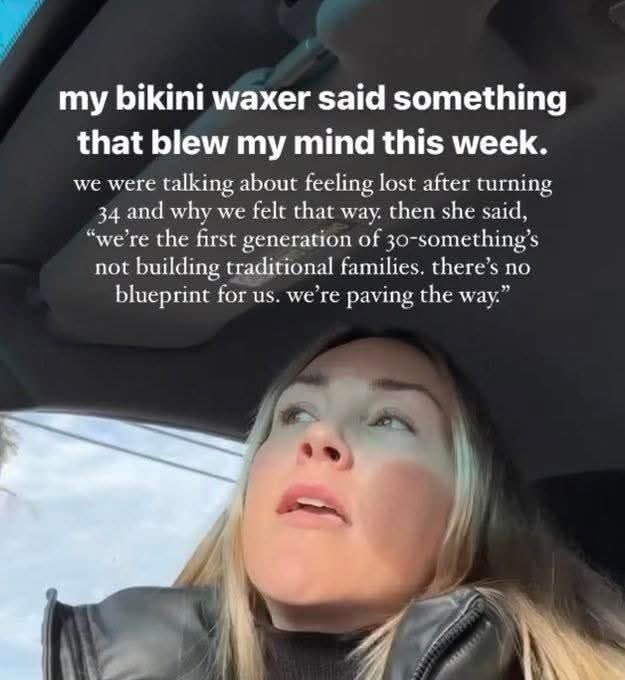 my bikini waxer said something
that blew my mind this week.
we were talking about feeling lost after turning
34 and why we felt that way. then she said,
“we’re the first generation of 30-something’s
not building traditional families. there’s no
blueprint for us. we’re paving the way.”